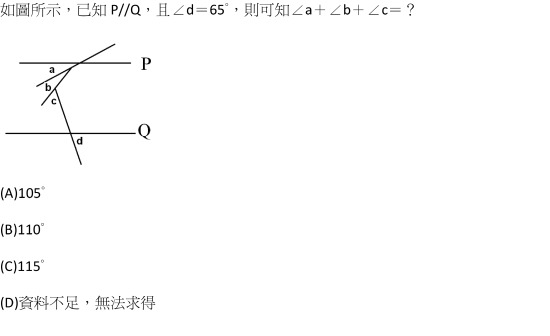 如圖所示，已知 P//Q，且∠d＝65°，則可知∠a＋∠b＋∠c＝？
P
a
b
c
Q
d
(A)105°
(B)110°
(C)115°
(D)資料不足，無法求得